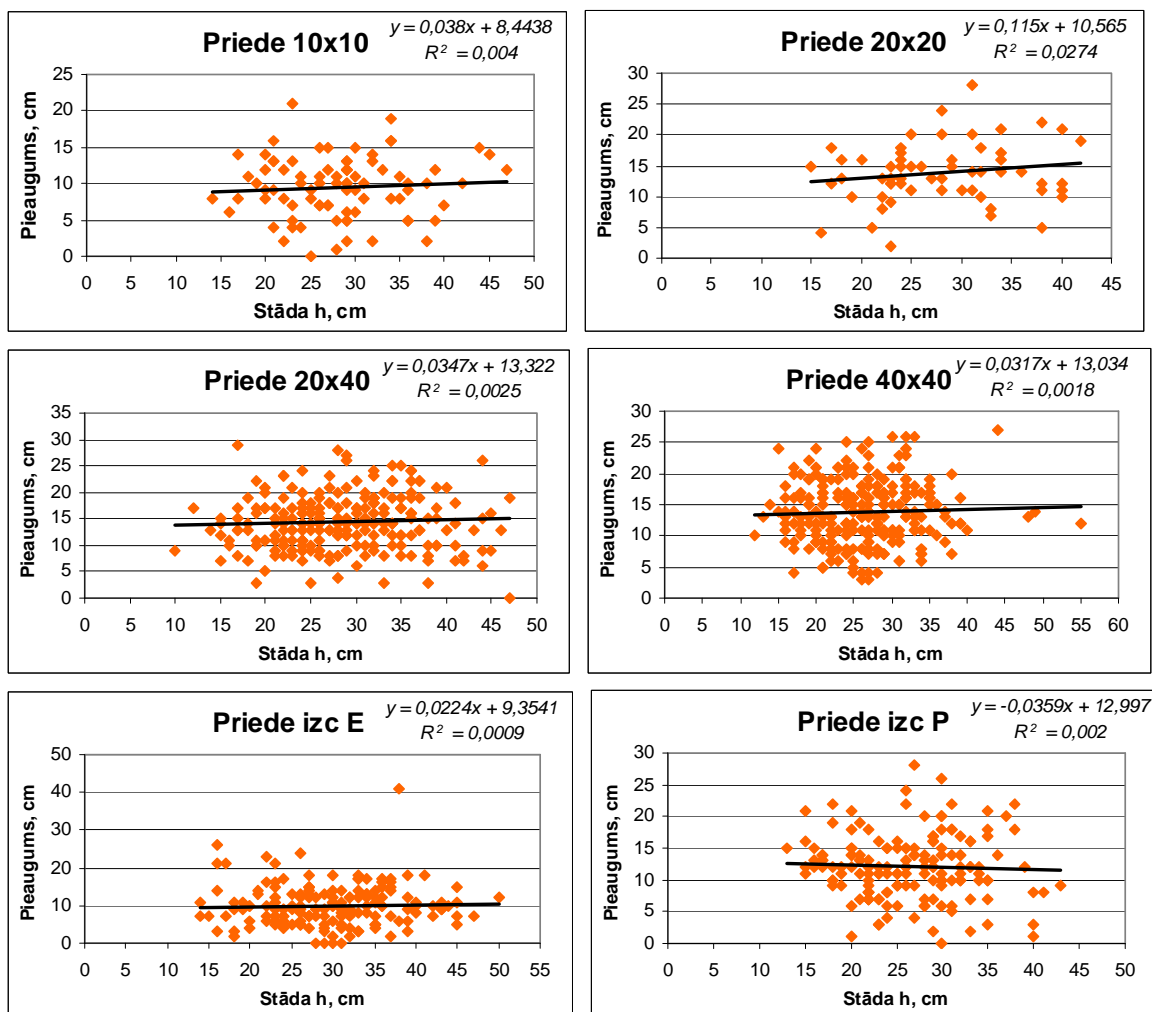 Priede 10x10
y = 0,038x + 8,4438
R² = 0,004
Pieaugums, cm
25
20
15
10
5
0
0 5 10 15 20 25 30 35 40 45 50
Stāda h, cm
Priede 20x20
y = 0,115x + 10,565
R² = 0,0274
Pieaugums, cm
30
25
20
15
10
5
0
0 5 10 15 20 25 30 35 40 45
Stāda h, cm
Priede 20x40
y = 0,0347x + 13,322
R² = 0,0025
Pieaugums, cm
35
30
25
20
15
10
5
0
0 5 10 15 20 25 30 35 40 45 50
Stāda h, cm
Priede 40x40
y = 0,0317x + 13,034
R² = 0,0018
Pieaugums, cm
30
25
20
15
10
5
0
0 5 10 15 20 25 30 35 40 45 50 55 60
Stāda h, cm
Priede izc E
y = 0,0224x + 9,3541
R² = 0,0009
Pieaugums, cm
50
40
30
20
10
0
0 5 10 15 20 25 30 35 40 45 50 55
Stāda h, cm
Priede izc P
y = -0,0359x + 12,997
R² = 0,002
Pieaugums, cm
30
25
20
15
10
5
0
0 5 10 15 20 25 30 35 40 45 50
Stāda h, cm